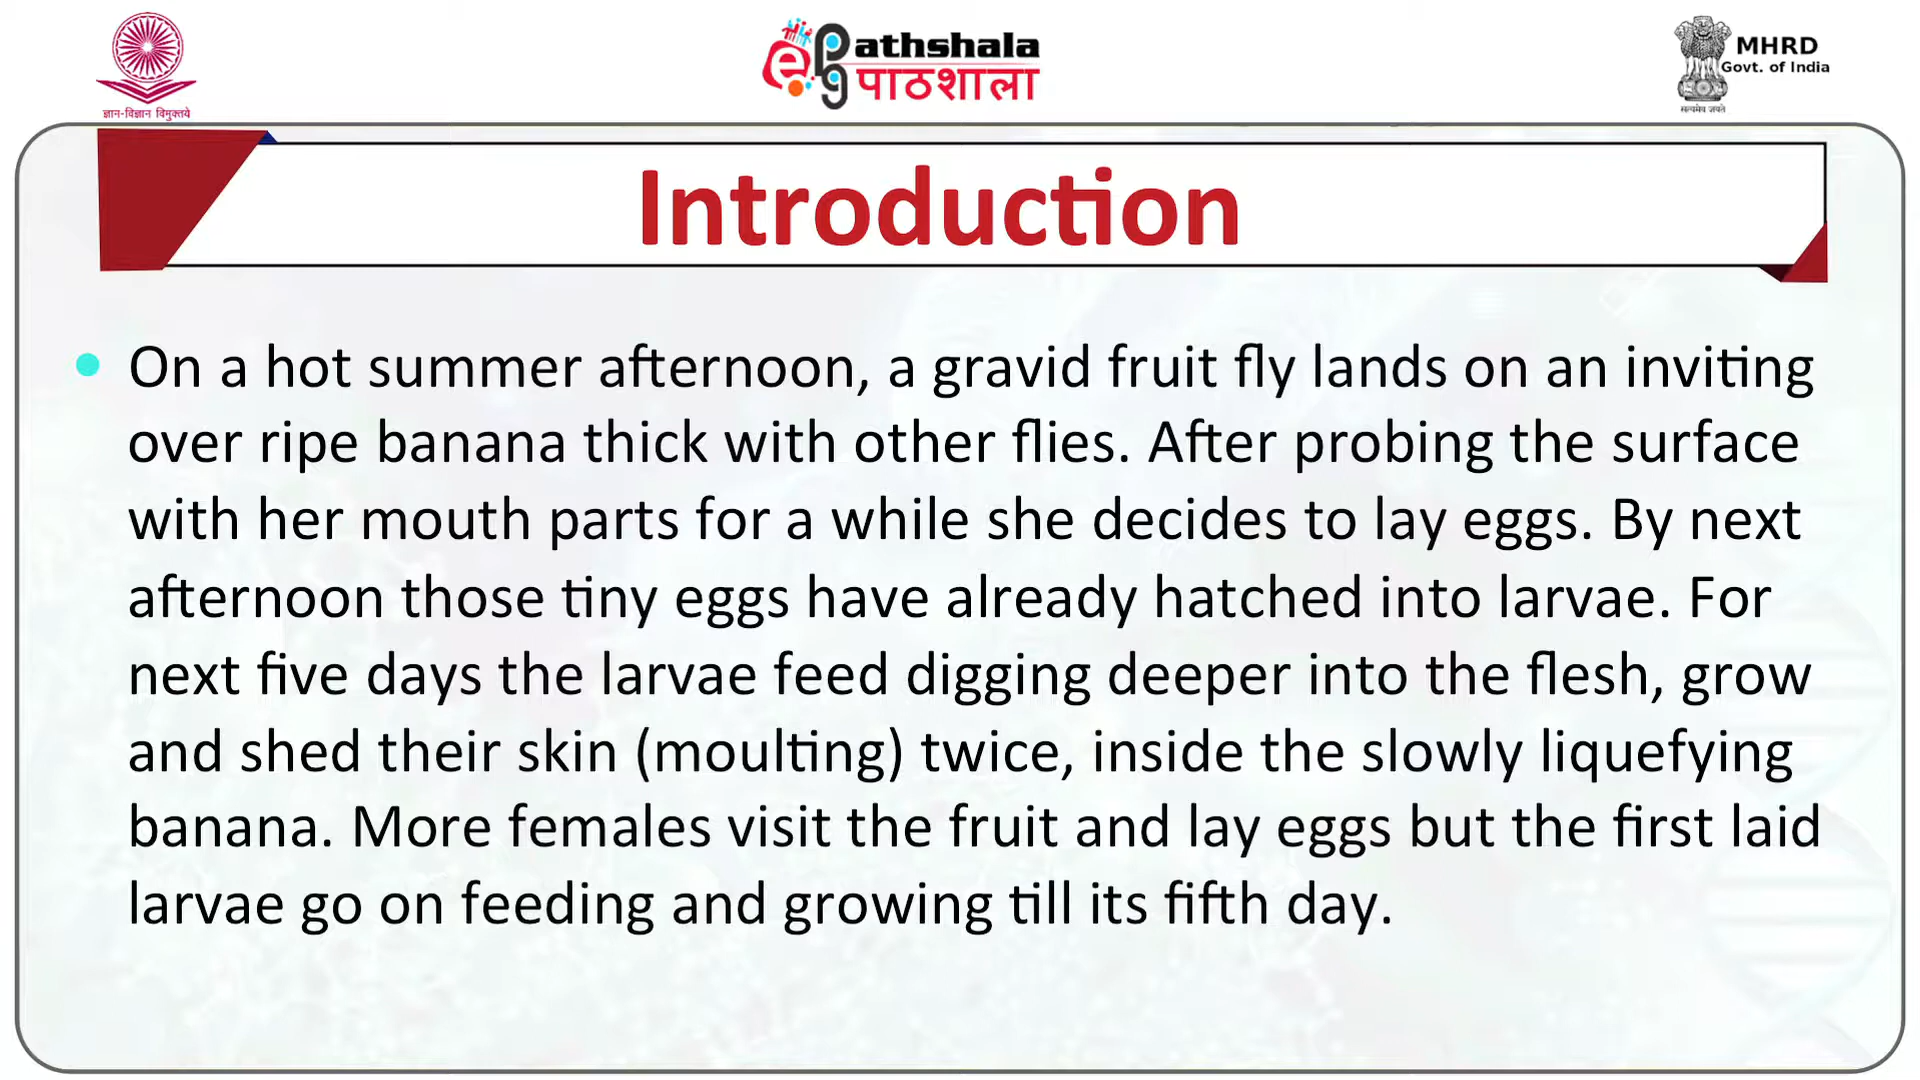 ज्ञान-विज्ञान विमुक्तये
ePG Pathshala
पाठशाला
MHRD
Govt. of India
सत्यमेव जयते
Introduction
On a hot summer afternoon, a gravid fruit fly lands on an inviting
over ripe banana thick with other flies. After probing the surface
with her mouth parts for a while she decides to lay eggs. By next
afternoon those tiny eggs have already hatched into larvae. For
next five days the larvae feed digging deeper into the flesh, grow
and shed their skin (moulting) twice, inside the slowly liquefying
banana. More females visit the fruit and lay eggs but the first laid
larvae go on feeding and growing till its fifth day.